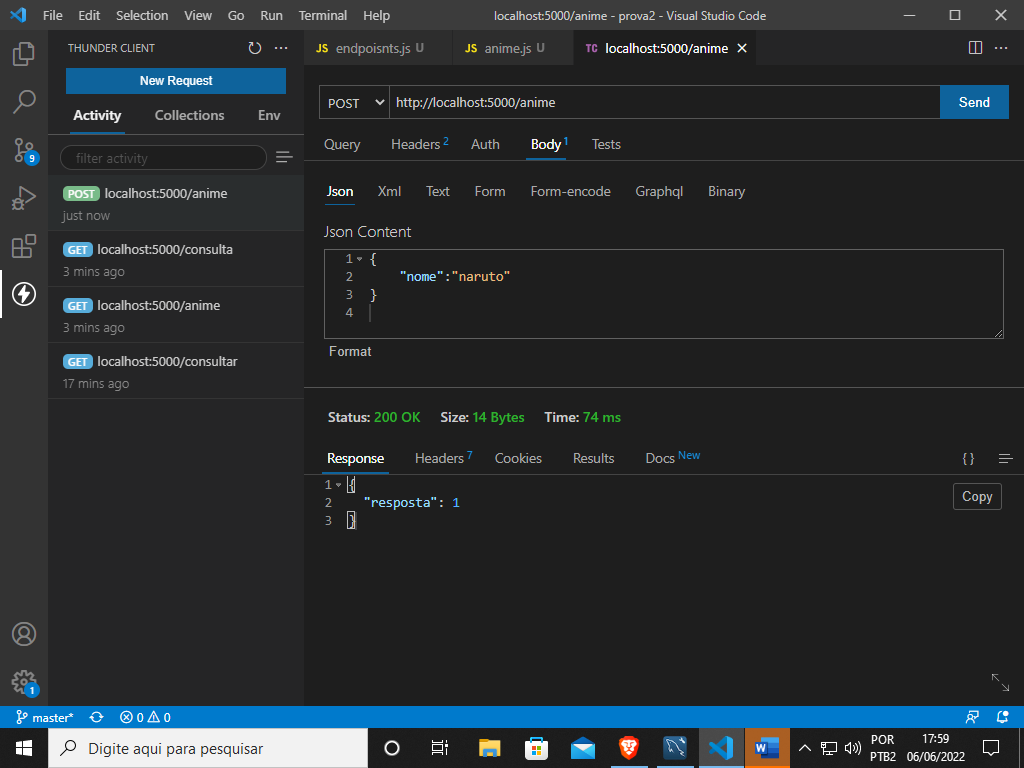 File Edit Selection View Go Run Terminal Help localhost:5000/anime - prova2 - Visual Studio Code
THUNDER CLIENT
New Request
Activity Collections Env
filter activity
POST localhost:5000/anime
just now
GET localhost:5000/consulta
3 mins ago
GET localhost:5000/anime
3 mins ago
GET localhost:5000/consultar
17 mins ago
JS endpoisnts.js U JS anime.js U TC localhost:5000/anime
POST http://localhost:5000/anime Send
Query Headers 2 Auth Body 1 Tests
Json Xml Text Form Form-encode Graphql Binary
Json Content
1 {
2 "nome":"naruto"
3 }
4
Format
Status: 200 OK Size: 14 Bytes Time: 74 ms
Response Headers 7 Cookies Results Docs New { }
1 {
2 "resposta": 1
3 }
Copy
9
1
master* 0 0
Digite aqui para pesquisar
POR
PTB2
17:59
06/06/2022